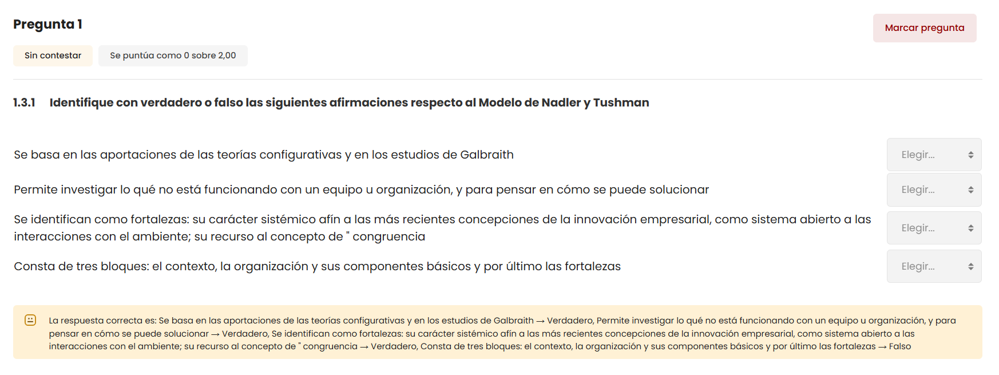 Pregunta 1
Marcar pregunta
Sin contestar
Se puntúa como 0 sobre 2,00
1.3.1 Identifique con verdadero o falso las siguientes afirmaciones respecto al Modelo de Nadler y Tushman
Se basa en las aportaciones de las teorías configurativas y en los estudios de Galbraith
Elegir...
Permite investigar lo qué no está funcionando con un equipo u organización, y para pensar en cómo se puede solucionar
Elegir...
Se identifican como fortalezas: su carácter sistémico afín a las más recientes concepciones de la innovación empresarial, como sistema abierto a las
interacciones con el ambiente; su recurso al concepto de " congruencia
Elegir...
Consta de tres bloques: el contexto, la organización y sus componentes básicos y por último las fortalezas
Elegir...
La respuesta correcta es: Se basa en las aportaciones de las teorías configurativas y en los estudios de Galbraith → Verdadero, Permite investigar lo qué no está funcionando con un equipo u organización, y para
pensar en cómo se puede solucionar → Verdadero, Se identifican como fortalezas: su carácter sistémico afín a las más recientes concepciones de la innovación empresarial, como sistema abierto a las
interacciones con el ambiente; su recurso al concepto de " congruencia → Verdadero, Consta de tres bloques: el contexto, la organización y sus componentes básicos y por último las fortalezas → Falso